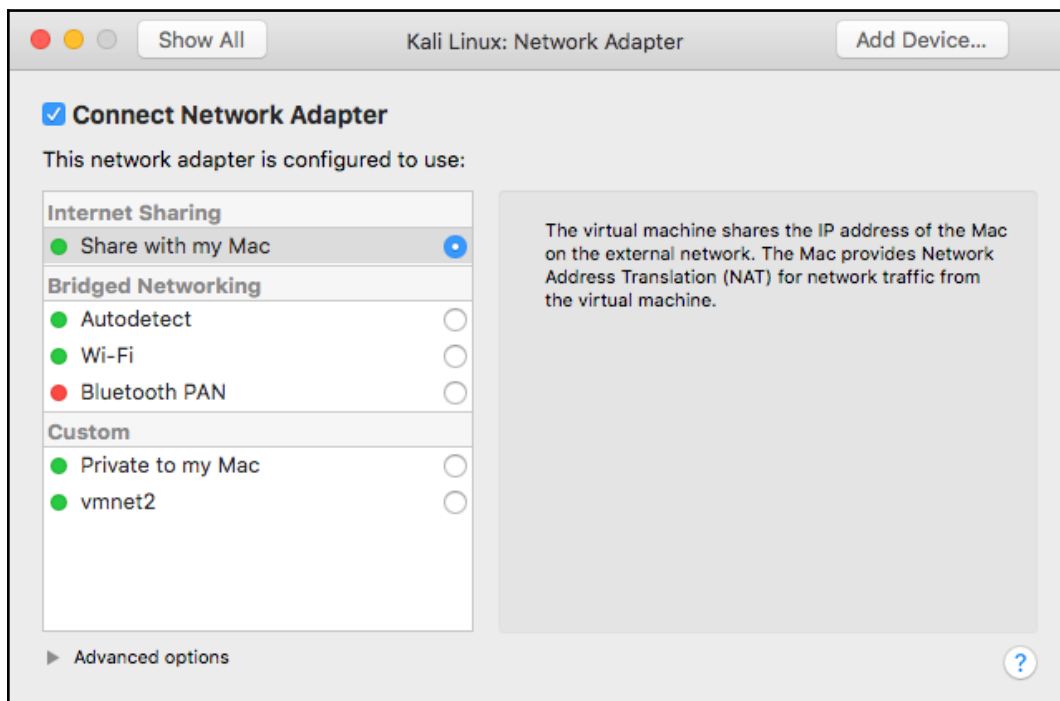 Show All
Kali Linux: Network Adapter
Add Device...
Connect Network Adapter
This network adapter is configured to use:
Internet Sharing
Share with my Mac
Bridged Networking
Autodetect
Wi-Fi
Bluetooth PAN
Custom
Private to my Mac
vmnet2
The virtual machine shares the IP address of the Mac
on the external network. The Mac provides Network
Address Translation (NAT) for network traffic from
the virtual machine.
Advanced options
?